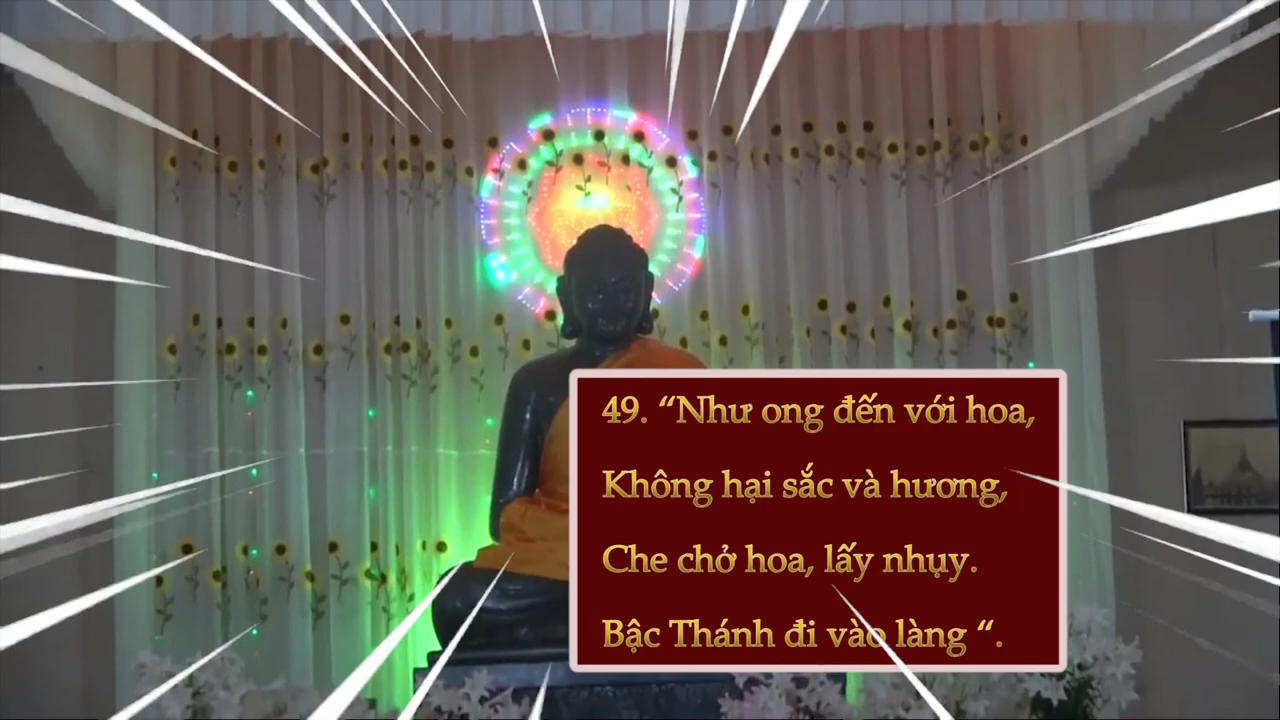 49. “Như ong đến với hoa,
Không hại sắc và hương,
Che chở hoa, lấy nhụy.
Bậc Thánh đi vào làng “.